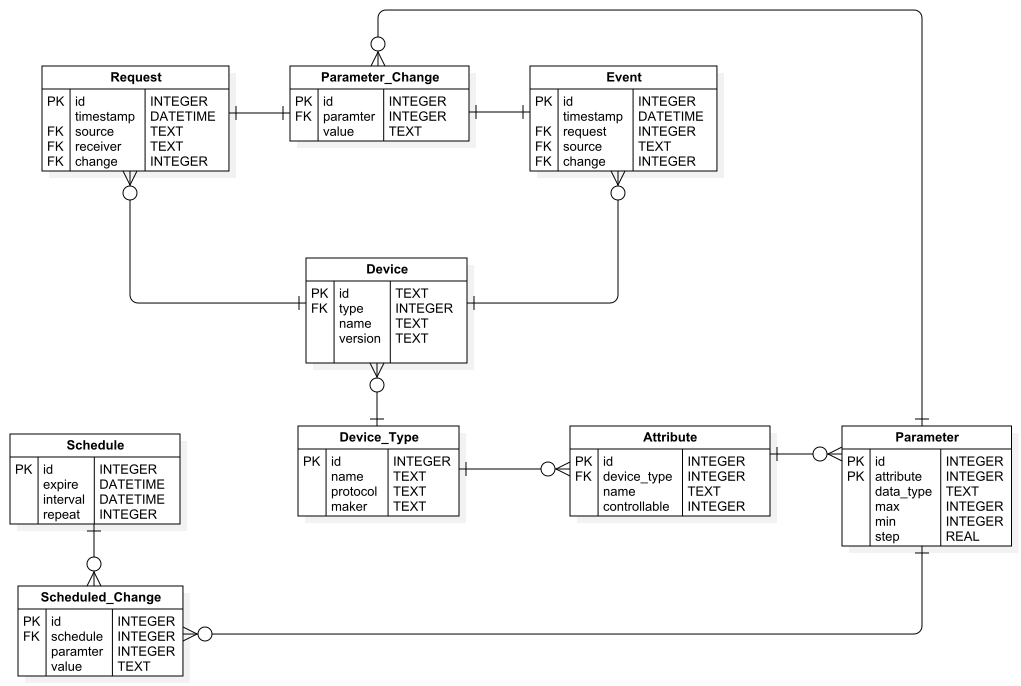 Request
PK id INTEGER
timestamp DATETIME
FK source TEXT
FK receiver TEXT
FK change INTEGER
Parameter_Change
PK id INTEGER
FK paramter INTEGER
value TEXT
Event
PK id INTEGER
timestamp DATETIME
FK request INTEGER
FK source TEXT
FK change INTEGER
Device
PK id TEXT
FK type INTEGER
name TEXT
version TEXT
Device_Type
PK id INTEGER
name TEXT
protocol TEXT
maker TEXT
Attribute
PK id INTEGER
FK device_type INTEGER
name TEXT
controllable INTEGER
Parameter
PK id INTEGER
PK attribute INTEGER
data_type TEXT
max INTEGER
min INTEGER
step REAL
Schedule
PK id INTEGER
expire DATETIME
interval DATETIME
repeat INTEGER
Scheduled_Change
PK id INTEGER
FK schedule INTEGER
paramter INTEGER
value TEXT